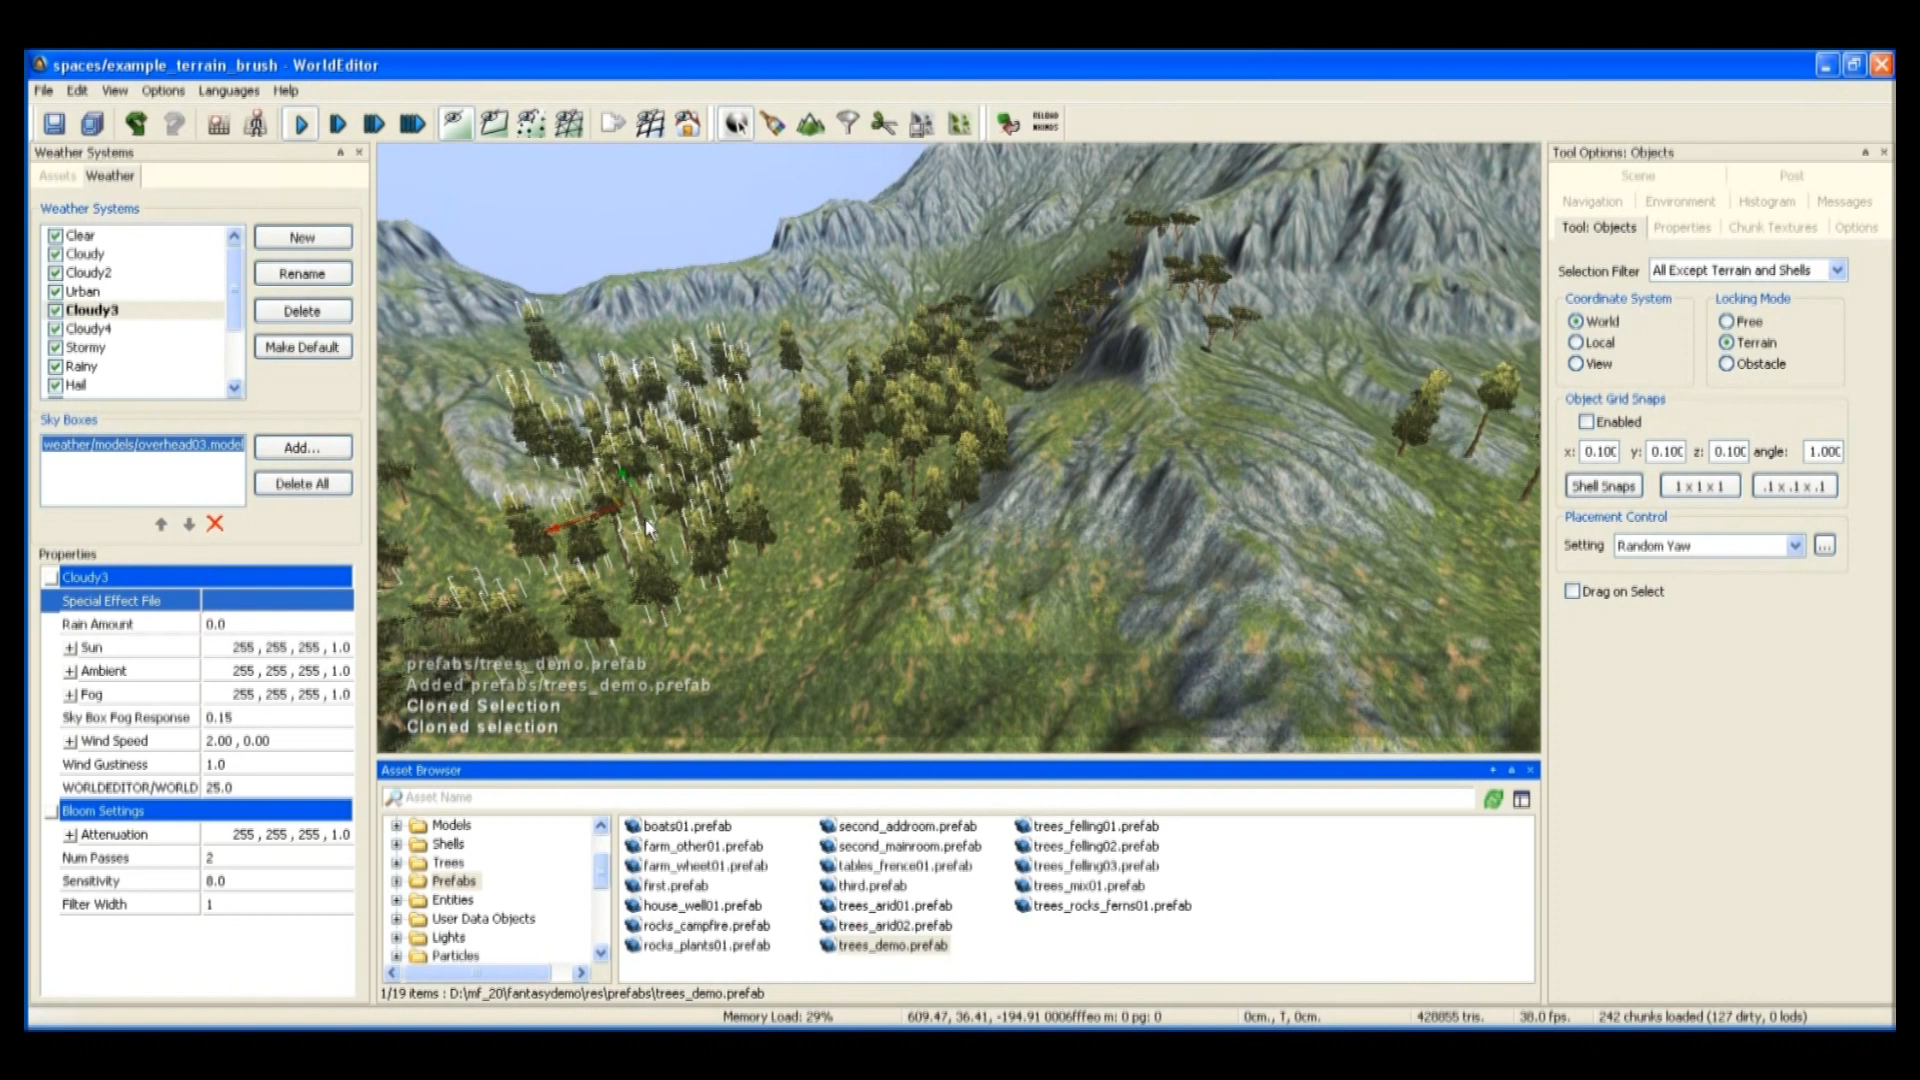 spaces/example_terrain_brush - WorldEditor
File Edit View Options Languages Help
RELOAD
Weather Systems
Assets Weather
Weather Systems
Clear
Cloudy
Cloudy2
Urban
Cloudy3
Cloudy4
Stormy
Rainy
Hail
New
Rename
Delete
Make Default
Sky Boxes
weather/models/overhead03.model
Add...
Delete All
Properties
Cloudy3
Special Effect File
Rain Amount 0.0
Sun 255 , 255 , 255 , 1.0
Ambient 255 , 255 , 255 , 1.0
Fog 255 , 255 , 255 , 1.0
Sky Box Fog Response 0.15
Wind Speed 2.00 , 0.00
Wind Gustiness 1.0
WORLDEDITOR/WORLD 25.0
Bloom Settings
Attenuation 255 , 255 , 255 , 1.0
Num Passes 2
Sensitivity 8.0
Filter Width 1
prefabs/trees_demo.prefab
Added prefabs/trees_demo.prefab
Cloned Selection
Cloned selection
Asset Browser
Asset Name
Models
Shells
Trees
Prefabs
Entities
User Data Objects
Lights
Particles
boats01.prefab
farm_other01.prefab
farm_wheet01.prefab
first.prefab
house_well01.prefab
rocks_campfire.prefab
rocks_plants01.prefab
second_addroom.prefab
second_mainroom.prefab
tables_frence01.prefab
third.prefab
trees_arid01.prefab
trees_arid02.prefab
trees_demo.prefab
trees_felling01.prefab
trees_felling02.prefab
trees_felling03.prefab
trees_mix01.prefab
trees_rocks_ferns01.prefab
1/19 items : D:\mf_20\fantasydemo\res\prefabs\trees_demo.prefab
Tool Options: Objects
Scene Post
Navigation Environment Histogram Messages
Tool: Objects Properties Chunk Textures Options
Selection Filter All Except Terrain and Shells
Coordinate System
World
Local
View
Locking Mode
Free
Terrain
Obstacle
Object Grid Snaps
Enabled
x: 0.100 y: 0.100 z: 0.100 angle: 1.000
Shell Snaps 1 x 1 x 1 .1 x .1 x .1
Placement Control
Setting Random Yaw ...
Drag on Select
Memory Load: 29% 609.47, 36.41, -194.91 0006fffeo m: 0 pg: 0 0cm., T, 0cm. 428855 tris. 38.0 fps. 242 chunks loaded (127 dirty, 0 lods)